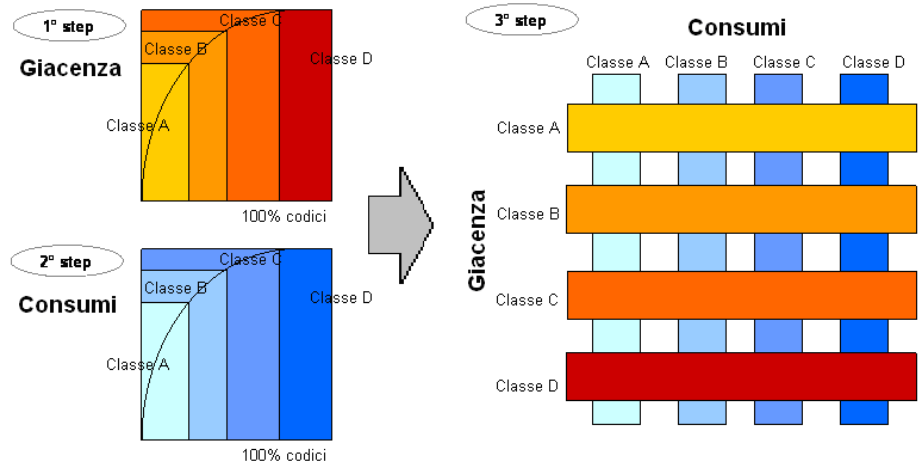 1° step
Giacenza
Classe C
Classe B
Classe D
Classe A
100% codici
2° step
Consumi
Classe C
Classe B
Classe D
Classe A
100% codici
3° step
Consumi
Classe A
Classe B
Classe C
Classe D
Giacenza
Classe A
Classe B
Classe C
Classe D